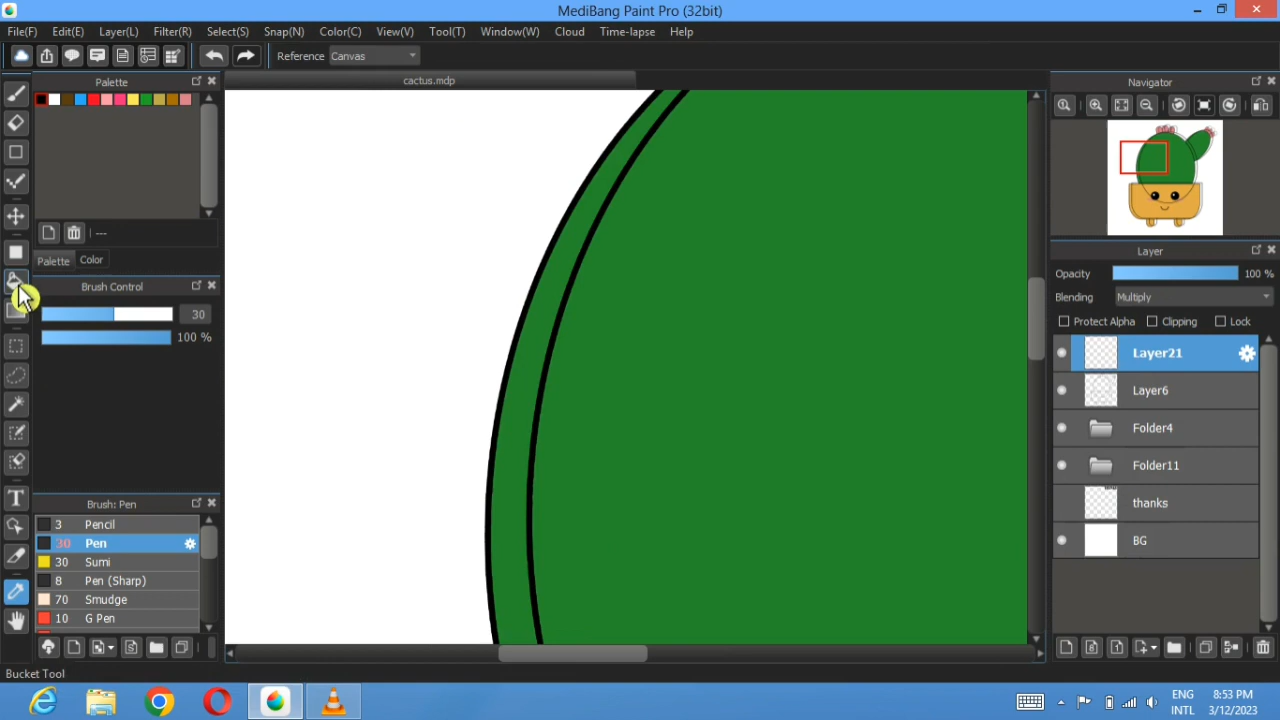 MediBang Paint Pro (32bit)
File(F) Edit(E) Layer(L) Filter(R) Select(S) Snap(N) Color(C) View(V) Tool(T) Window(W) Cloud Time-lapse Help
Reference Canvas
Palette
cactus.mdp
Navigator
---
Palette Color
Brush Control
30
100 %
Layer
Opacity 100 %
Blending Multiply
Protect Alpha Clipping Lock
Layer21
Layer6
Folder4
Folder11
thanks
BG
Brush: Pen
3 Pencil
30 Pen
30 Sumi
8 Pen (Sharp)
70 Smudge
10 G Pen
Bucket Tool
ENG 8:53 PM
INTL 3/12/2023